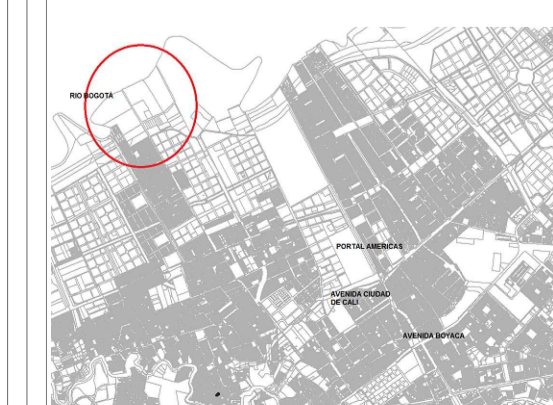 RIO BOGOTA
PORTAL AMERICAS
AVENIDA CIUDAD
DE CALI
AVENIDA BOYACA